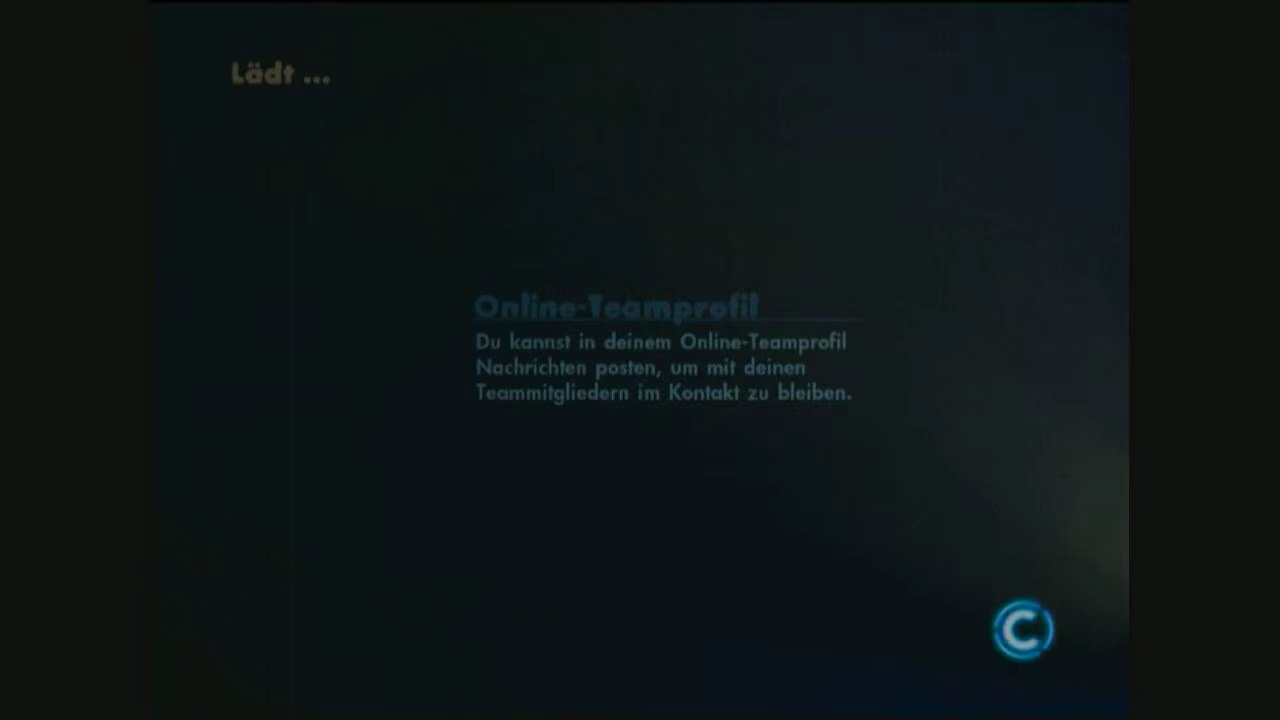 Lädt ...
Online-Teamprofil
Du kannst in deinem Online-Teamprofil
Nachrichten posten, um mit deinen
Teammitgliedern im Kontakt zu bleiben.
C